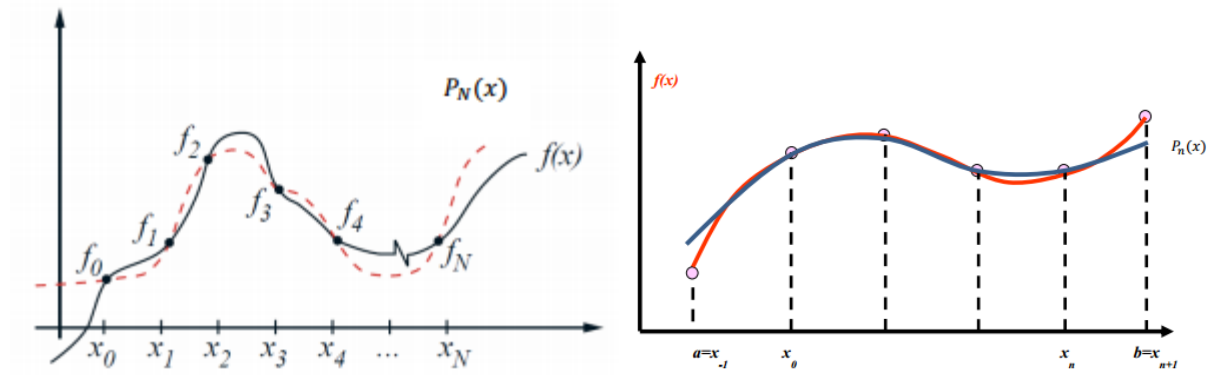 P_N(x)
f_2
f(x)
f_3
f_4
f_1
f_N
f_0
x_0 x_1 x_2 x_3 x_4 ... x_N
f(x)
P_n(x)
a=x_-1 x_0 x_n b=x_n+1